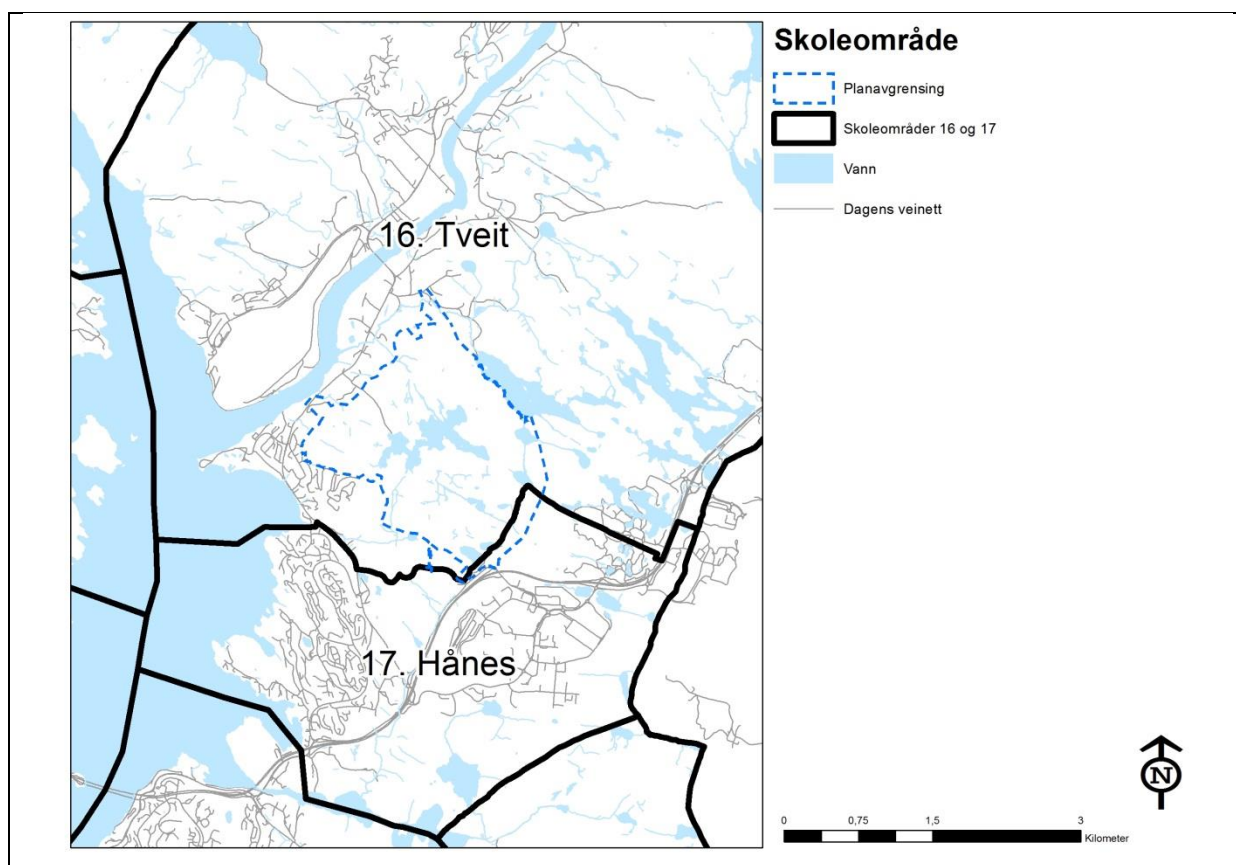 Skoleområde
Planavgrensing
Skoleområder 16 og 17
Vann
Dagens veinett
16. Tveit
17. Hånes
N
0 0,75 1,5 3
Kilometer